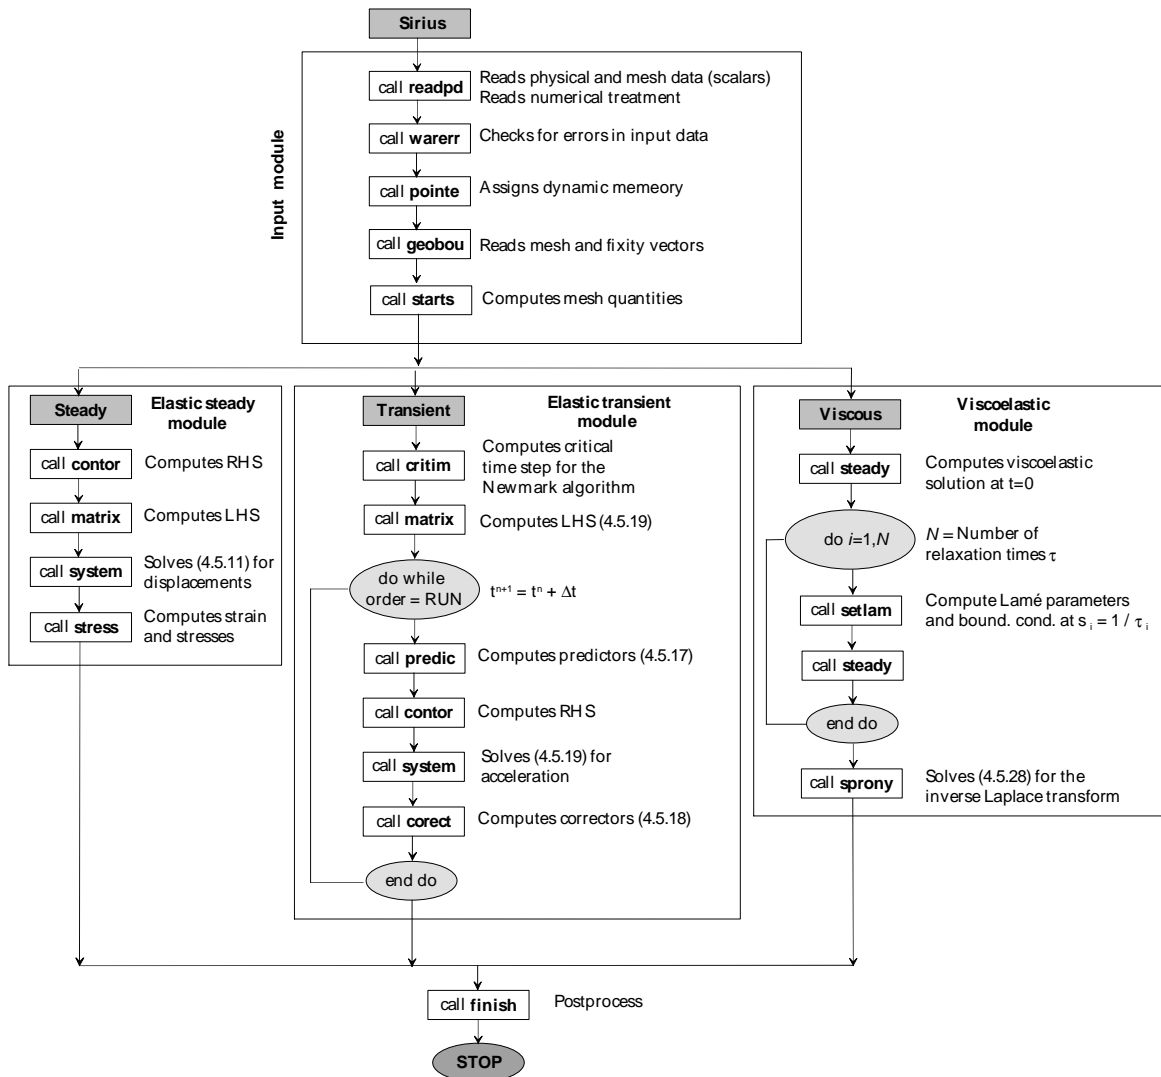 Sirius
Input module
call readpd
Reads physical and mesh data (scalars)
Reads numerical treatment
call warerr
Checks for errors in input data
call pointe
Assigns dynamic memeory
call geobou
Reads mesh and fixity vectors
call starts
Computes mesh quantities
Steady
Elastic steady
module
call contor
Computes RHS
call matrix
Computes LHS
call system
Solves (4.5.11) for
displacements
call stress
Computes strain
and stresses
Transient
Elastic transient
module
call critim
Computes critical
time step for the
Newmark algorithm
call matrix
Computes LHS (4.5.19)
do while
order = RUN
tⁿ⁺¹ = tⁿ + Δt
call predic
Computes predictors (4.5.17)
call contor
Computes RHS
call system
Solves (4.5.19) for
acceleration
call corect
Computes correctors (4.5.18)
end do
Viscous
Viscoelastic
module
call steady
Computes viscoelastic
solution at t=0
do i=1,N
N = Number of
relaxation times τ
call setlam
Compute Lamé parameters
and bound. cond. at s i = 1 / τ i
call steady
end do
call sprony
Solves (4.5.28) for the
inverse Laplace transform
call finish
Postprocess
STOP